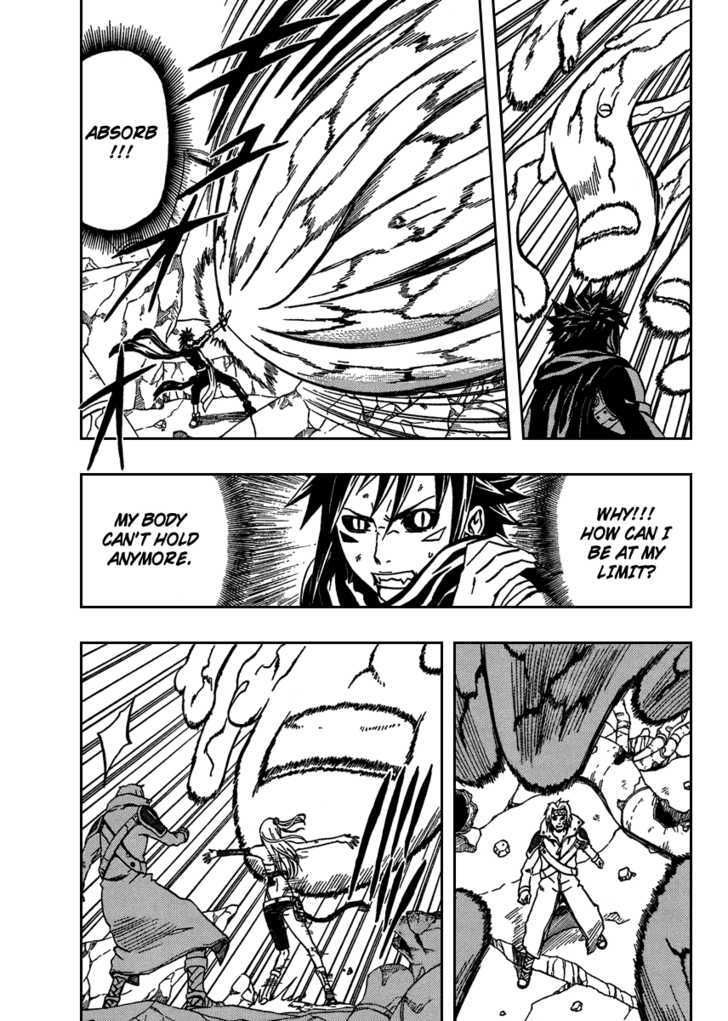 ABSORB
!!!
WHY!!!
HOW CAN I
BE AT MY
LIMIT?
MY BODY
CAN'T HOLD
ANYMORE.